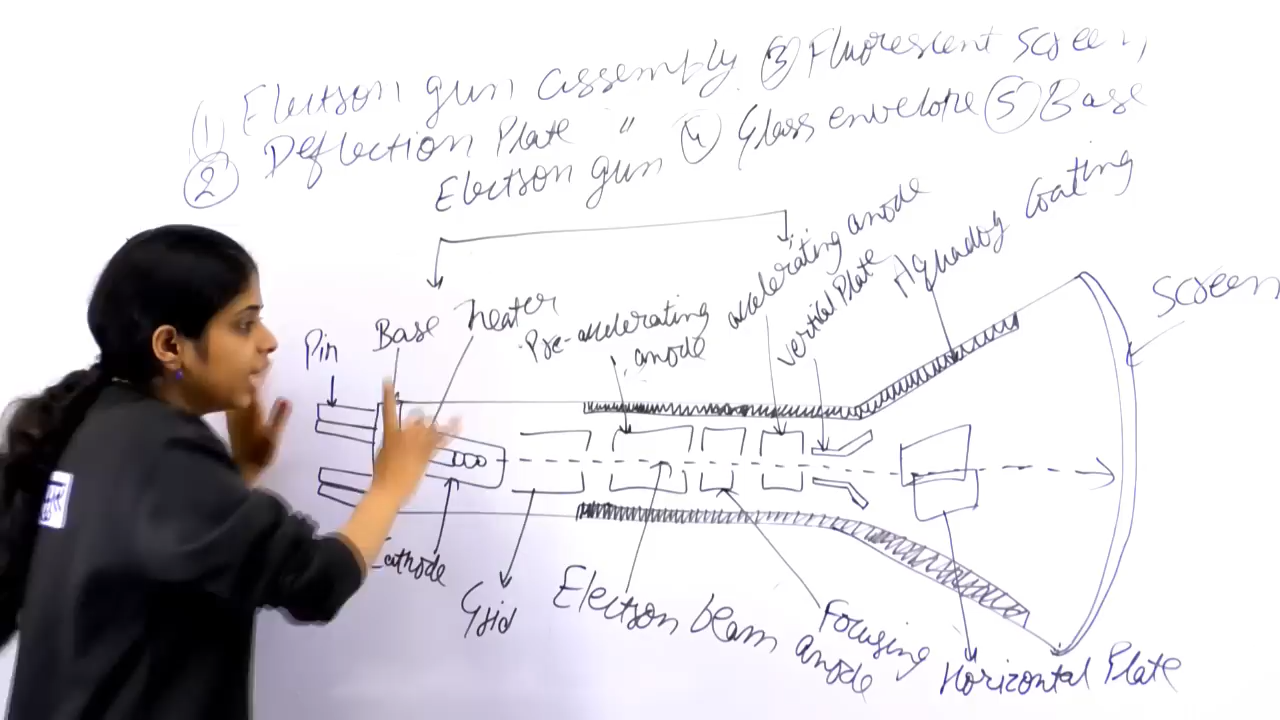 (1) Electron gun assembly. (3) Fluorescent Screen,
(2) Deflection Plate " (4) Glass envelope (5) Base
Electron gun
Pin
Base
heater
Pre-accelerating
anode
accelerating anode
vertical Plate
Aquadog Coating
Screen
Cathode
Grid
Electron beam
Focusing
anode
Horizontal Plate